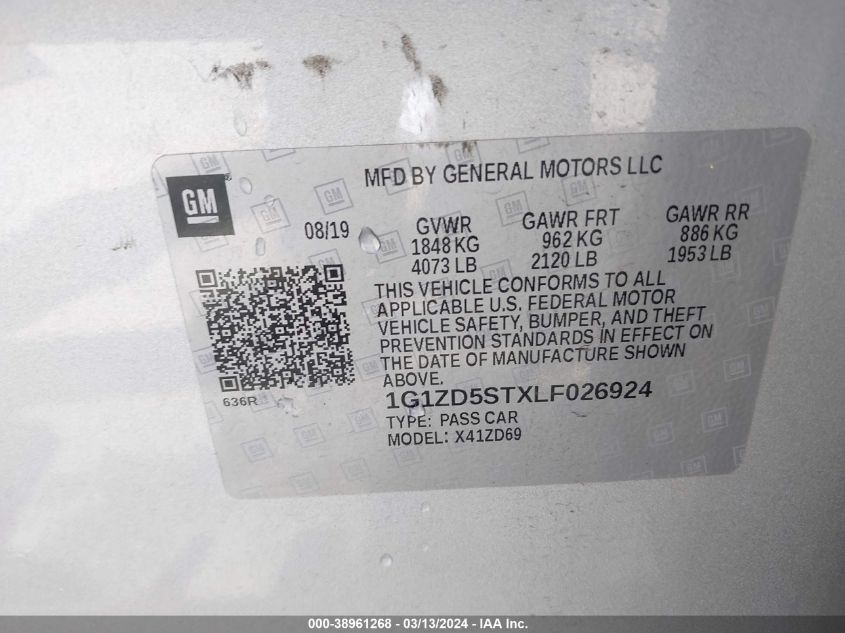 GM
MFD BY GENERAL MOTORS LLC
08/19
GVWR
1848 KG
4073 LB
GAWR FRT
962 KG
2120 LB
GAWR RR
886 KG
1953 LB
THIS VEHICLE CONFORMS TO ALL
APPLICABLE U.S. FEDERAL MOTOR
VEHICLE SAFETY, BUMPER, AND THEFT
PREVENTION STANDARDS IN EFFECT ON
THE DATE OF MANUFACTURE SHOWN
ABOVE.
636R
1G1ZD5STXLF026924
TYPE: PASS CAR
MODEL: X41ZD69
000-38961268 - 03/13/2024 - IAA Inc.